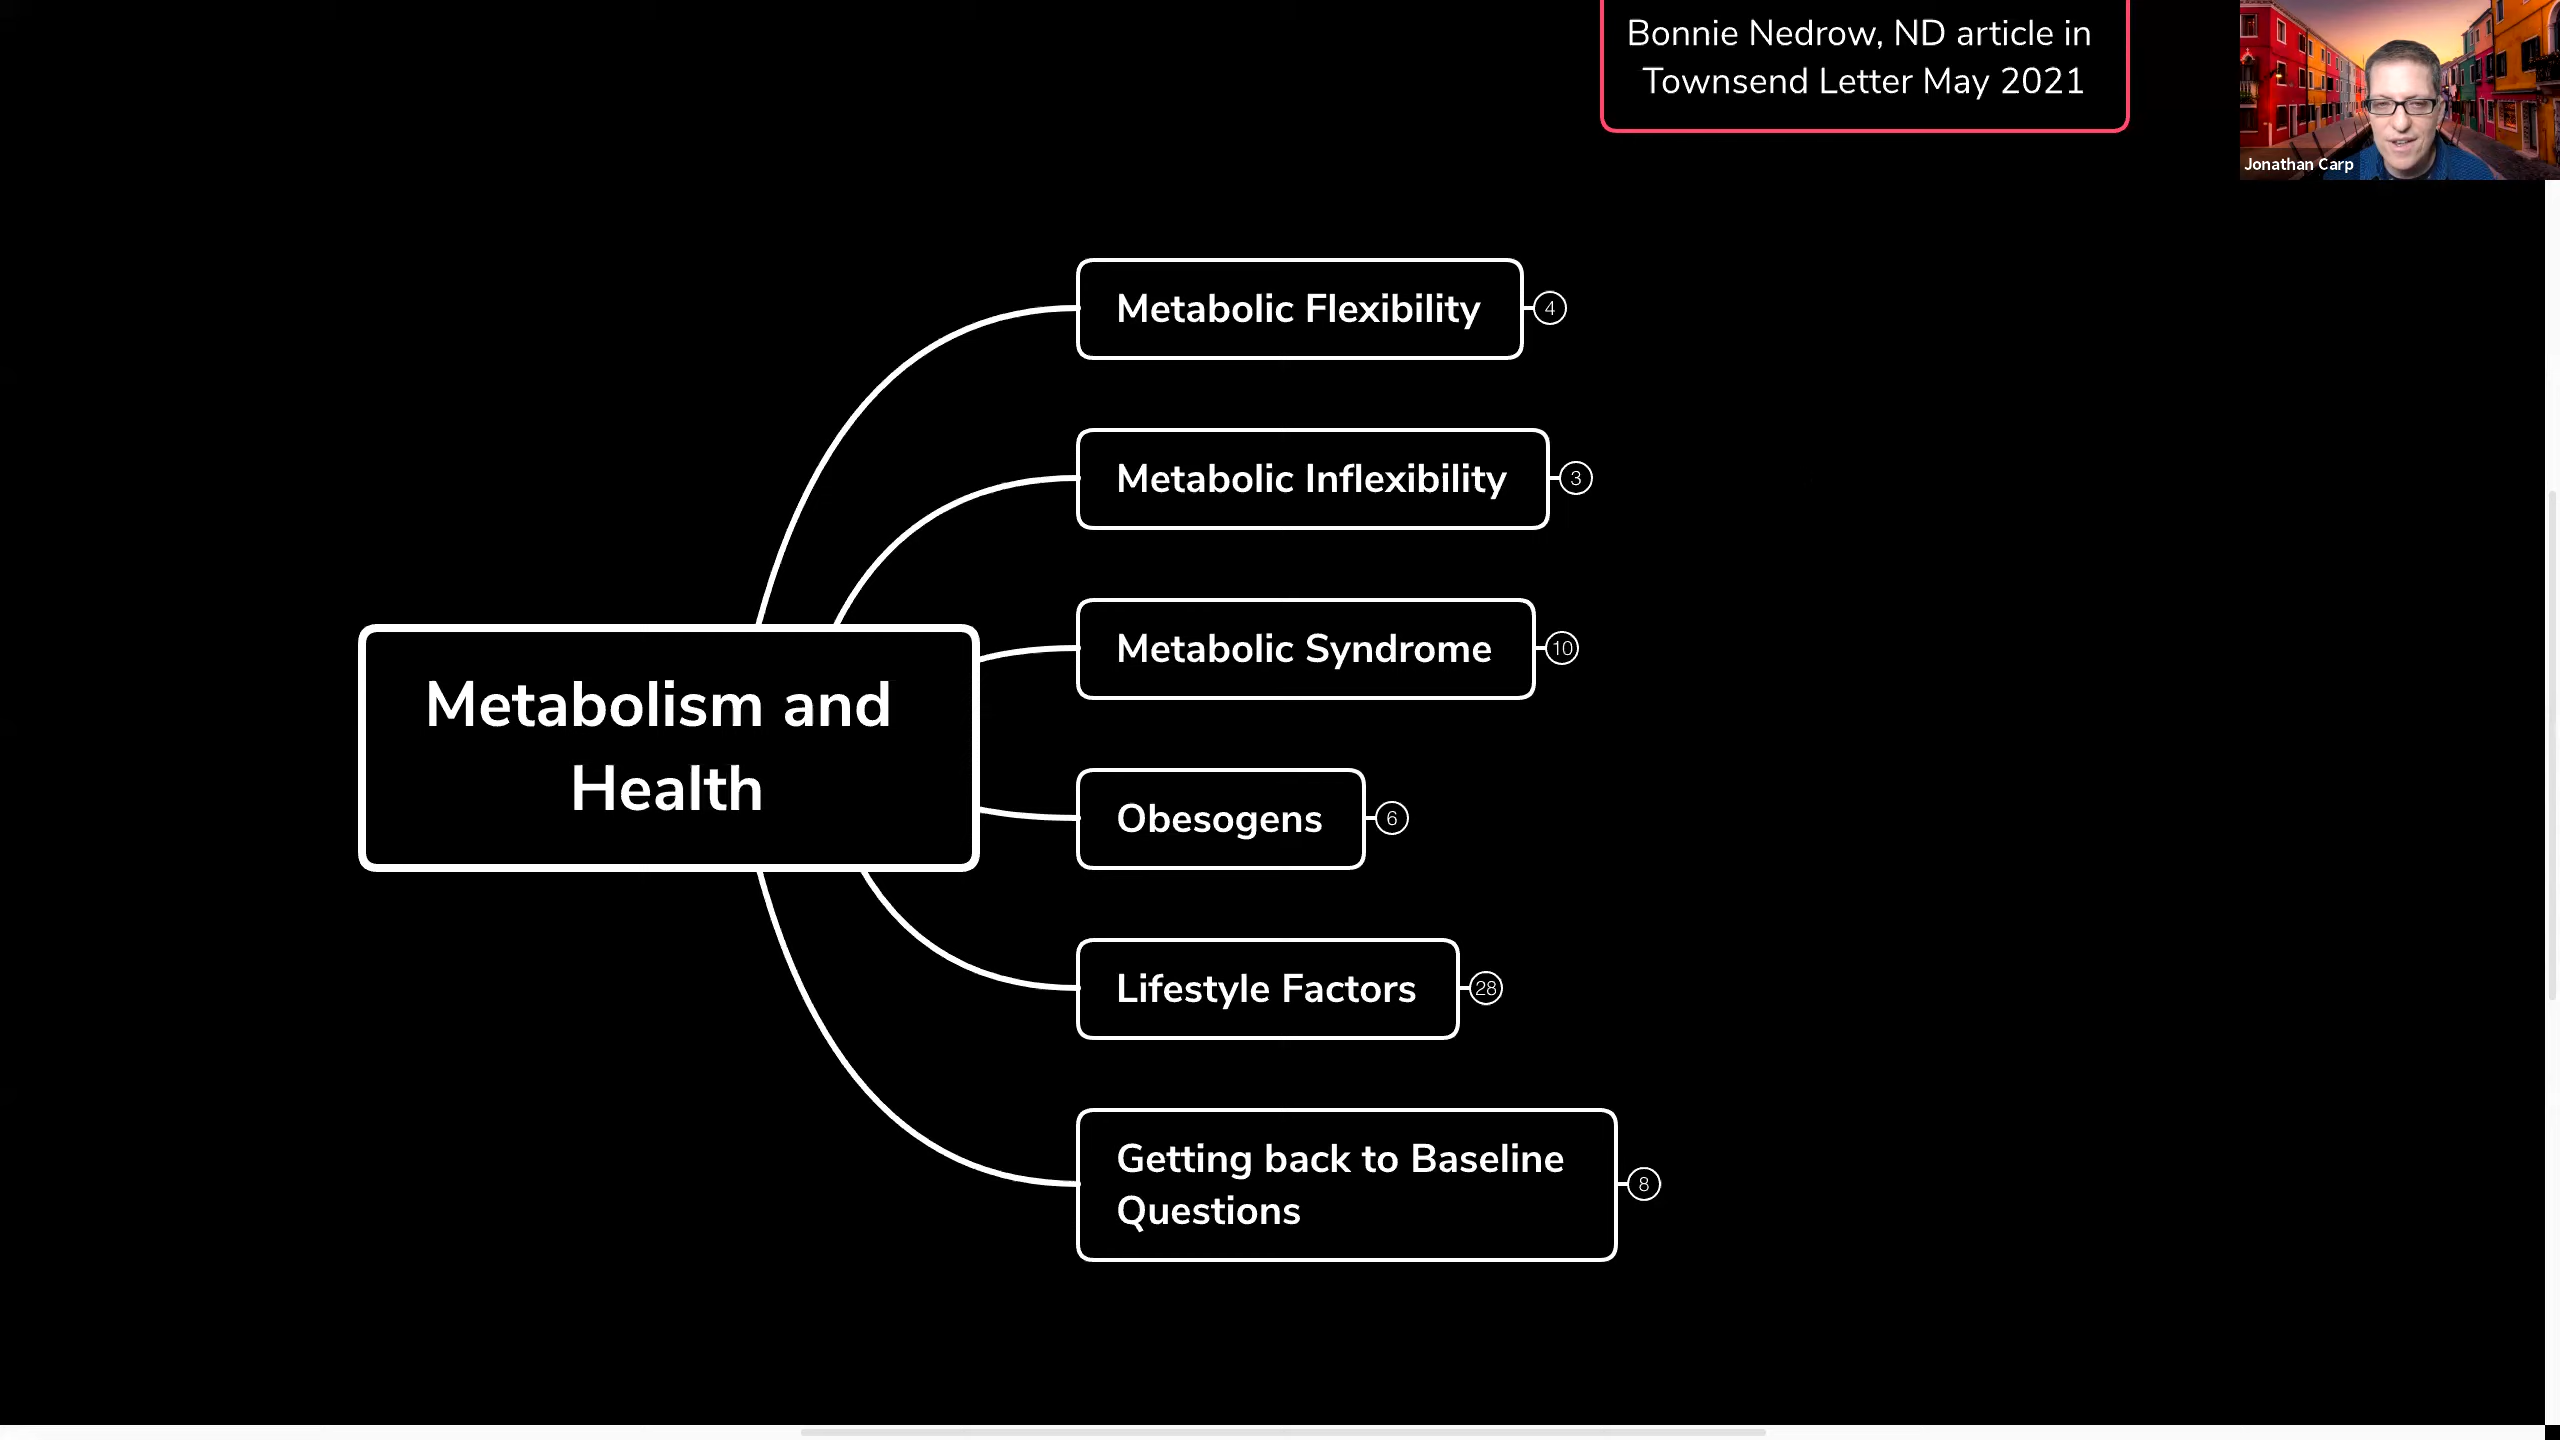 Bonnie Nedrow, ND article in
Townsend Letter May 2021
Jonathan Carp
Metabolic Flexibility
4
Metabolic Inflexibility
3
Metabolic Syndrome
10
Metabolism and
Health
Obesogens
6
Lifestyle Factors
28
Getting back to Baseline
Questions
8